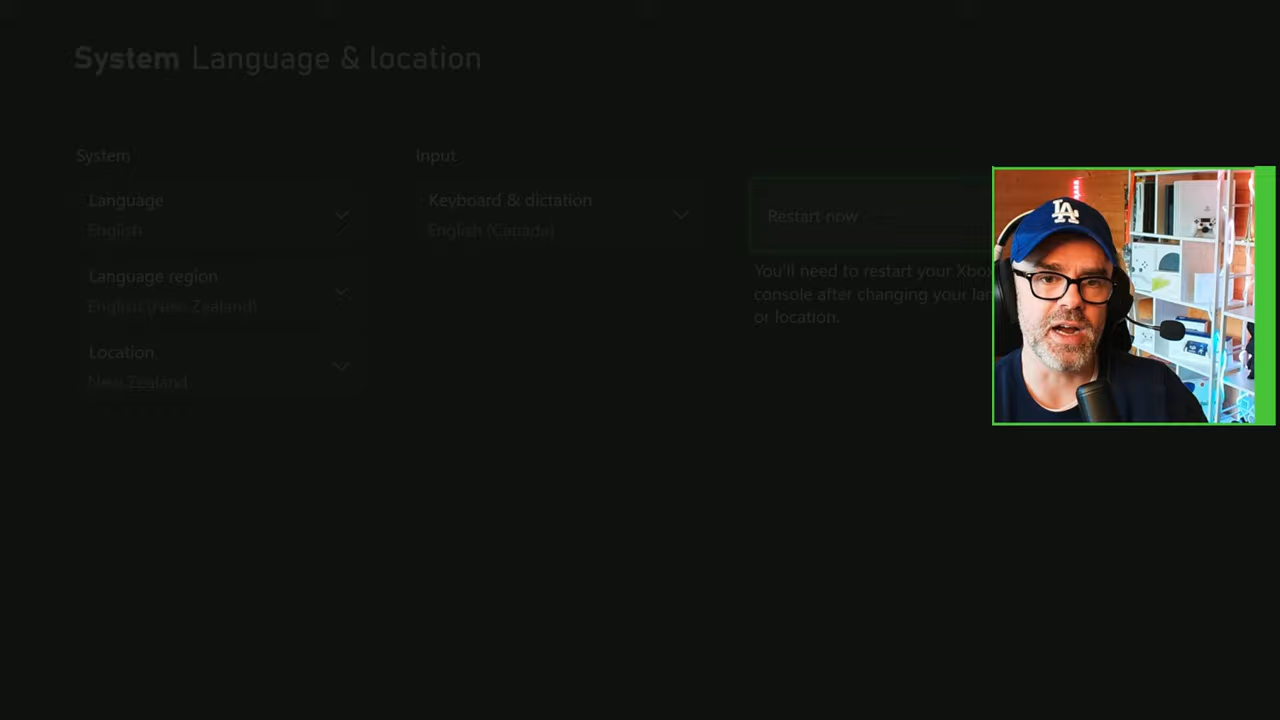 System Language & location
System
Language
English
Language region
English (New Zealand)
Location
New Zealand
Input
Keyboard & dictation
English (Canada)
Restart now
You'll need to restart your Xbox
console after changing your
or location.
LA